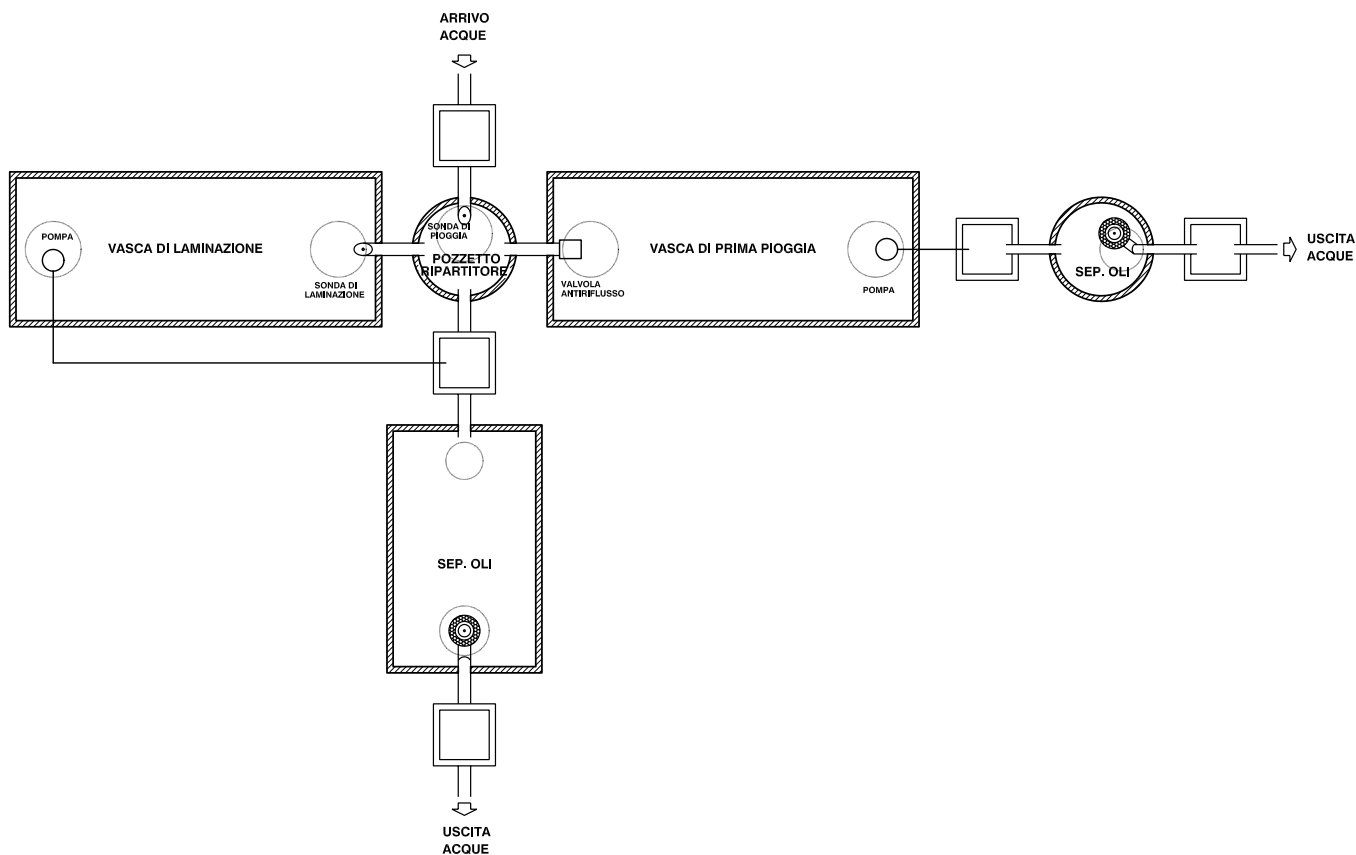 ARRIVO
ACQUE
SONDA DI
PIOGGIA
POMPA
VASCA DI LAMINAZIONE
POZZETTO
RIPARTITORE
VASCA DI PRIMA PIOGGIA
SONDA DI
LAMINAZIONE
VALVOLA
ANTIRIFLUSSO
POMPA
SEP. OLI
USCITA
ACQUE
SEP. OLI
USCITA
ACQUE